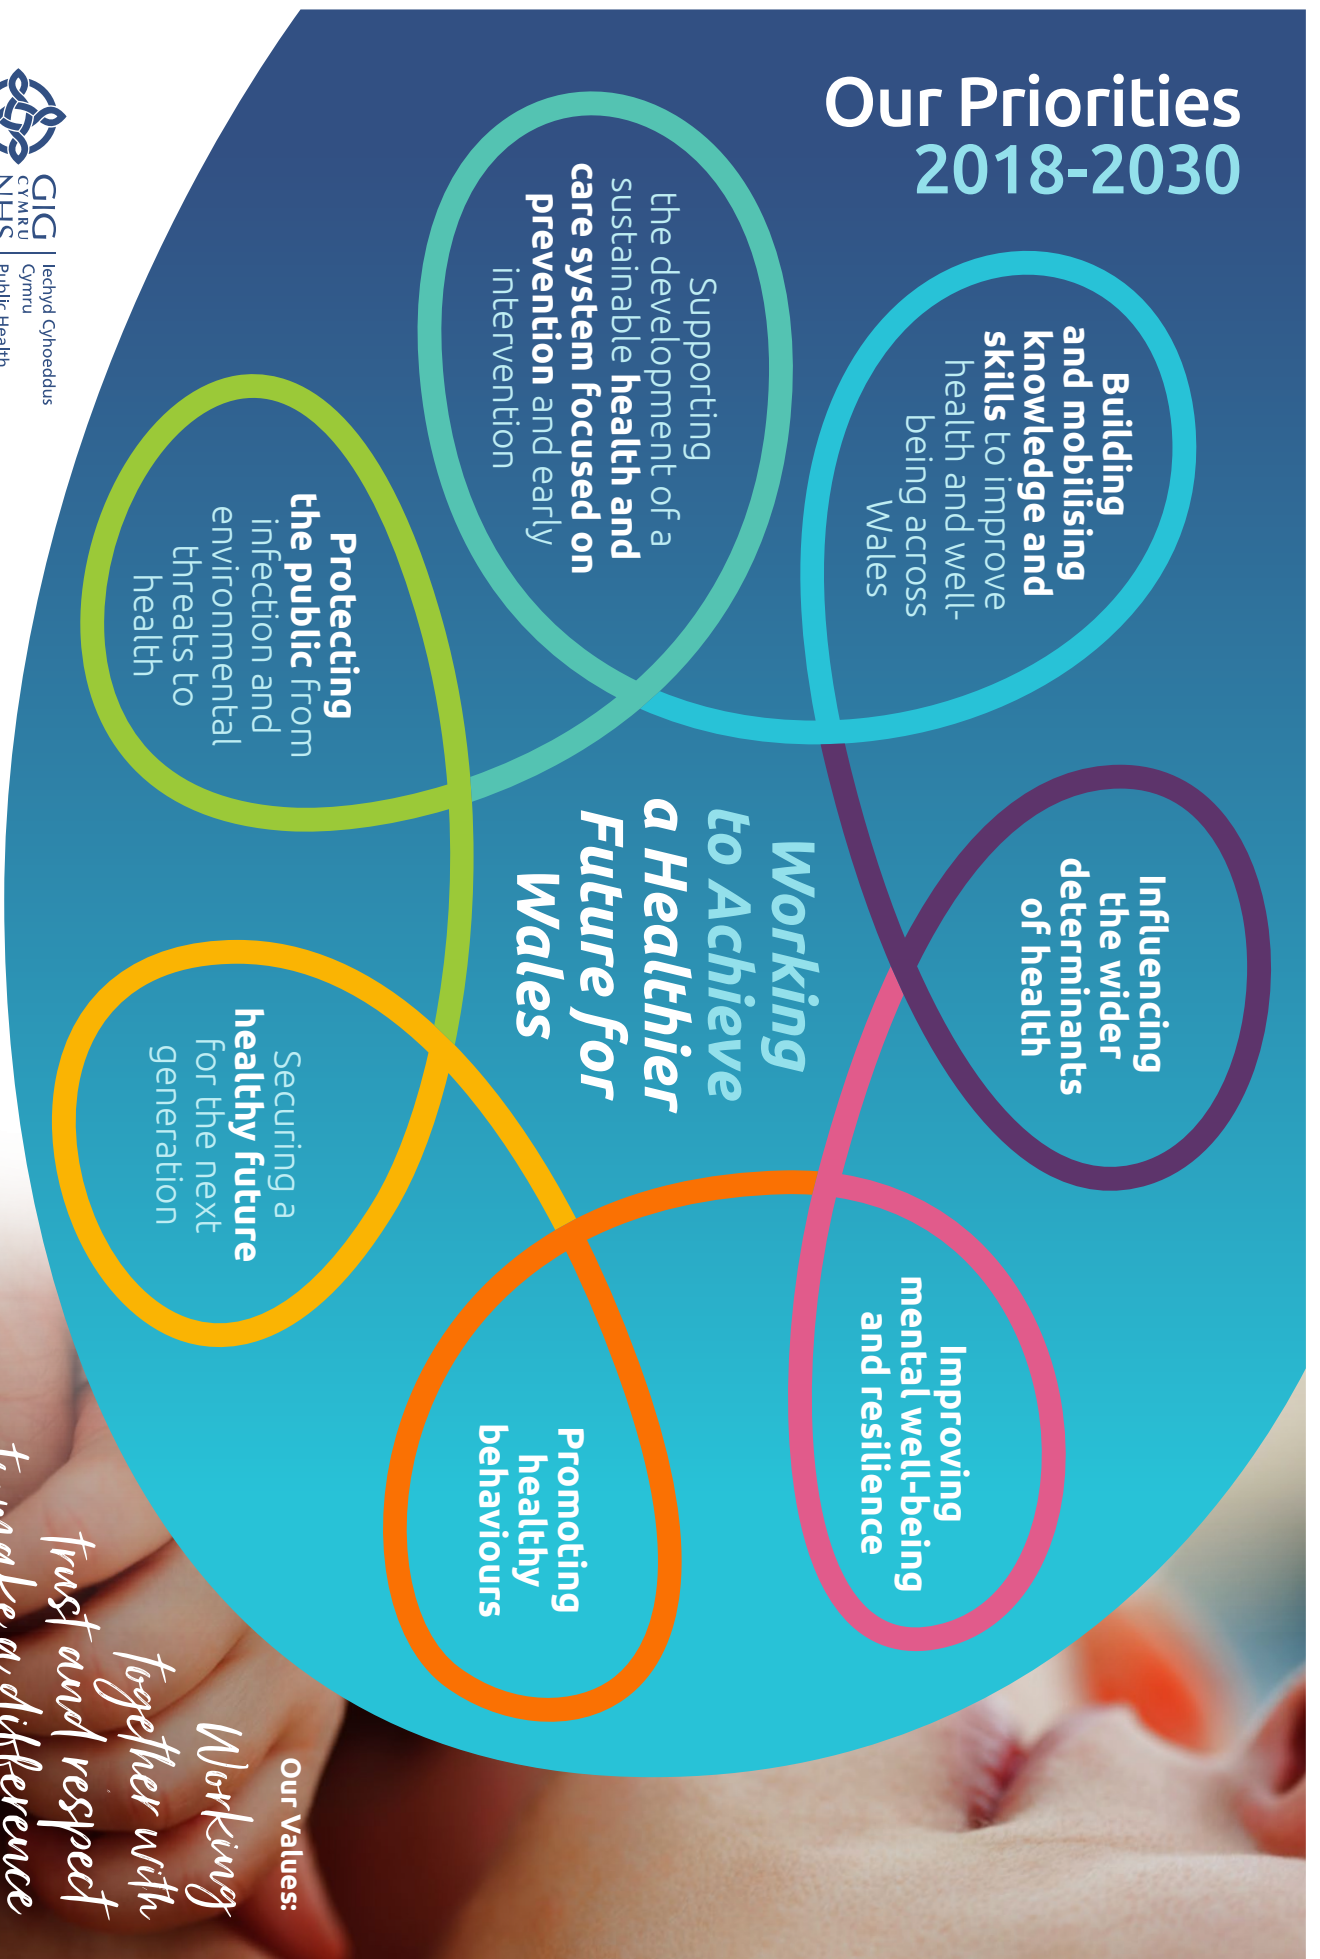 Our Priorities
2018-2030
Building
and mobilising
knowledge and
skills to improve
health and well-
being across
Wales
Influencing
the wider
determinants
of health
Supporting
the development of a
sustainable health and
care system focused on
prevention and early
intervention
Working
to Achieve
a Healthier
Future for
Wales
Improving
mental well-being
and resilience
Protecting
the public from
infection and
environmental
threats to
health
Securing a
healthy future
for the next
generation
Promoting
healthy
behaviours
GIG
CYMRU
NHS
Iechyd Cyhoeddus
Cymru
Public Health
Our Values:
Working
together with
trust and respect
to make a difference